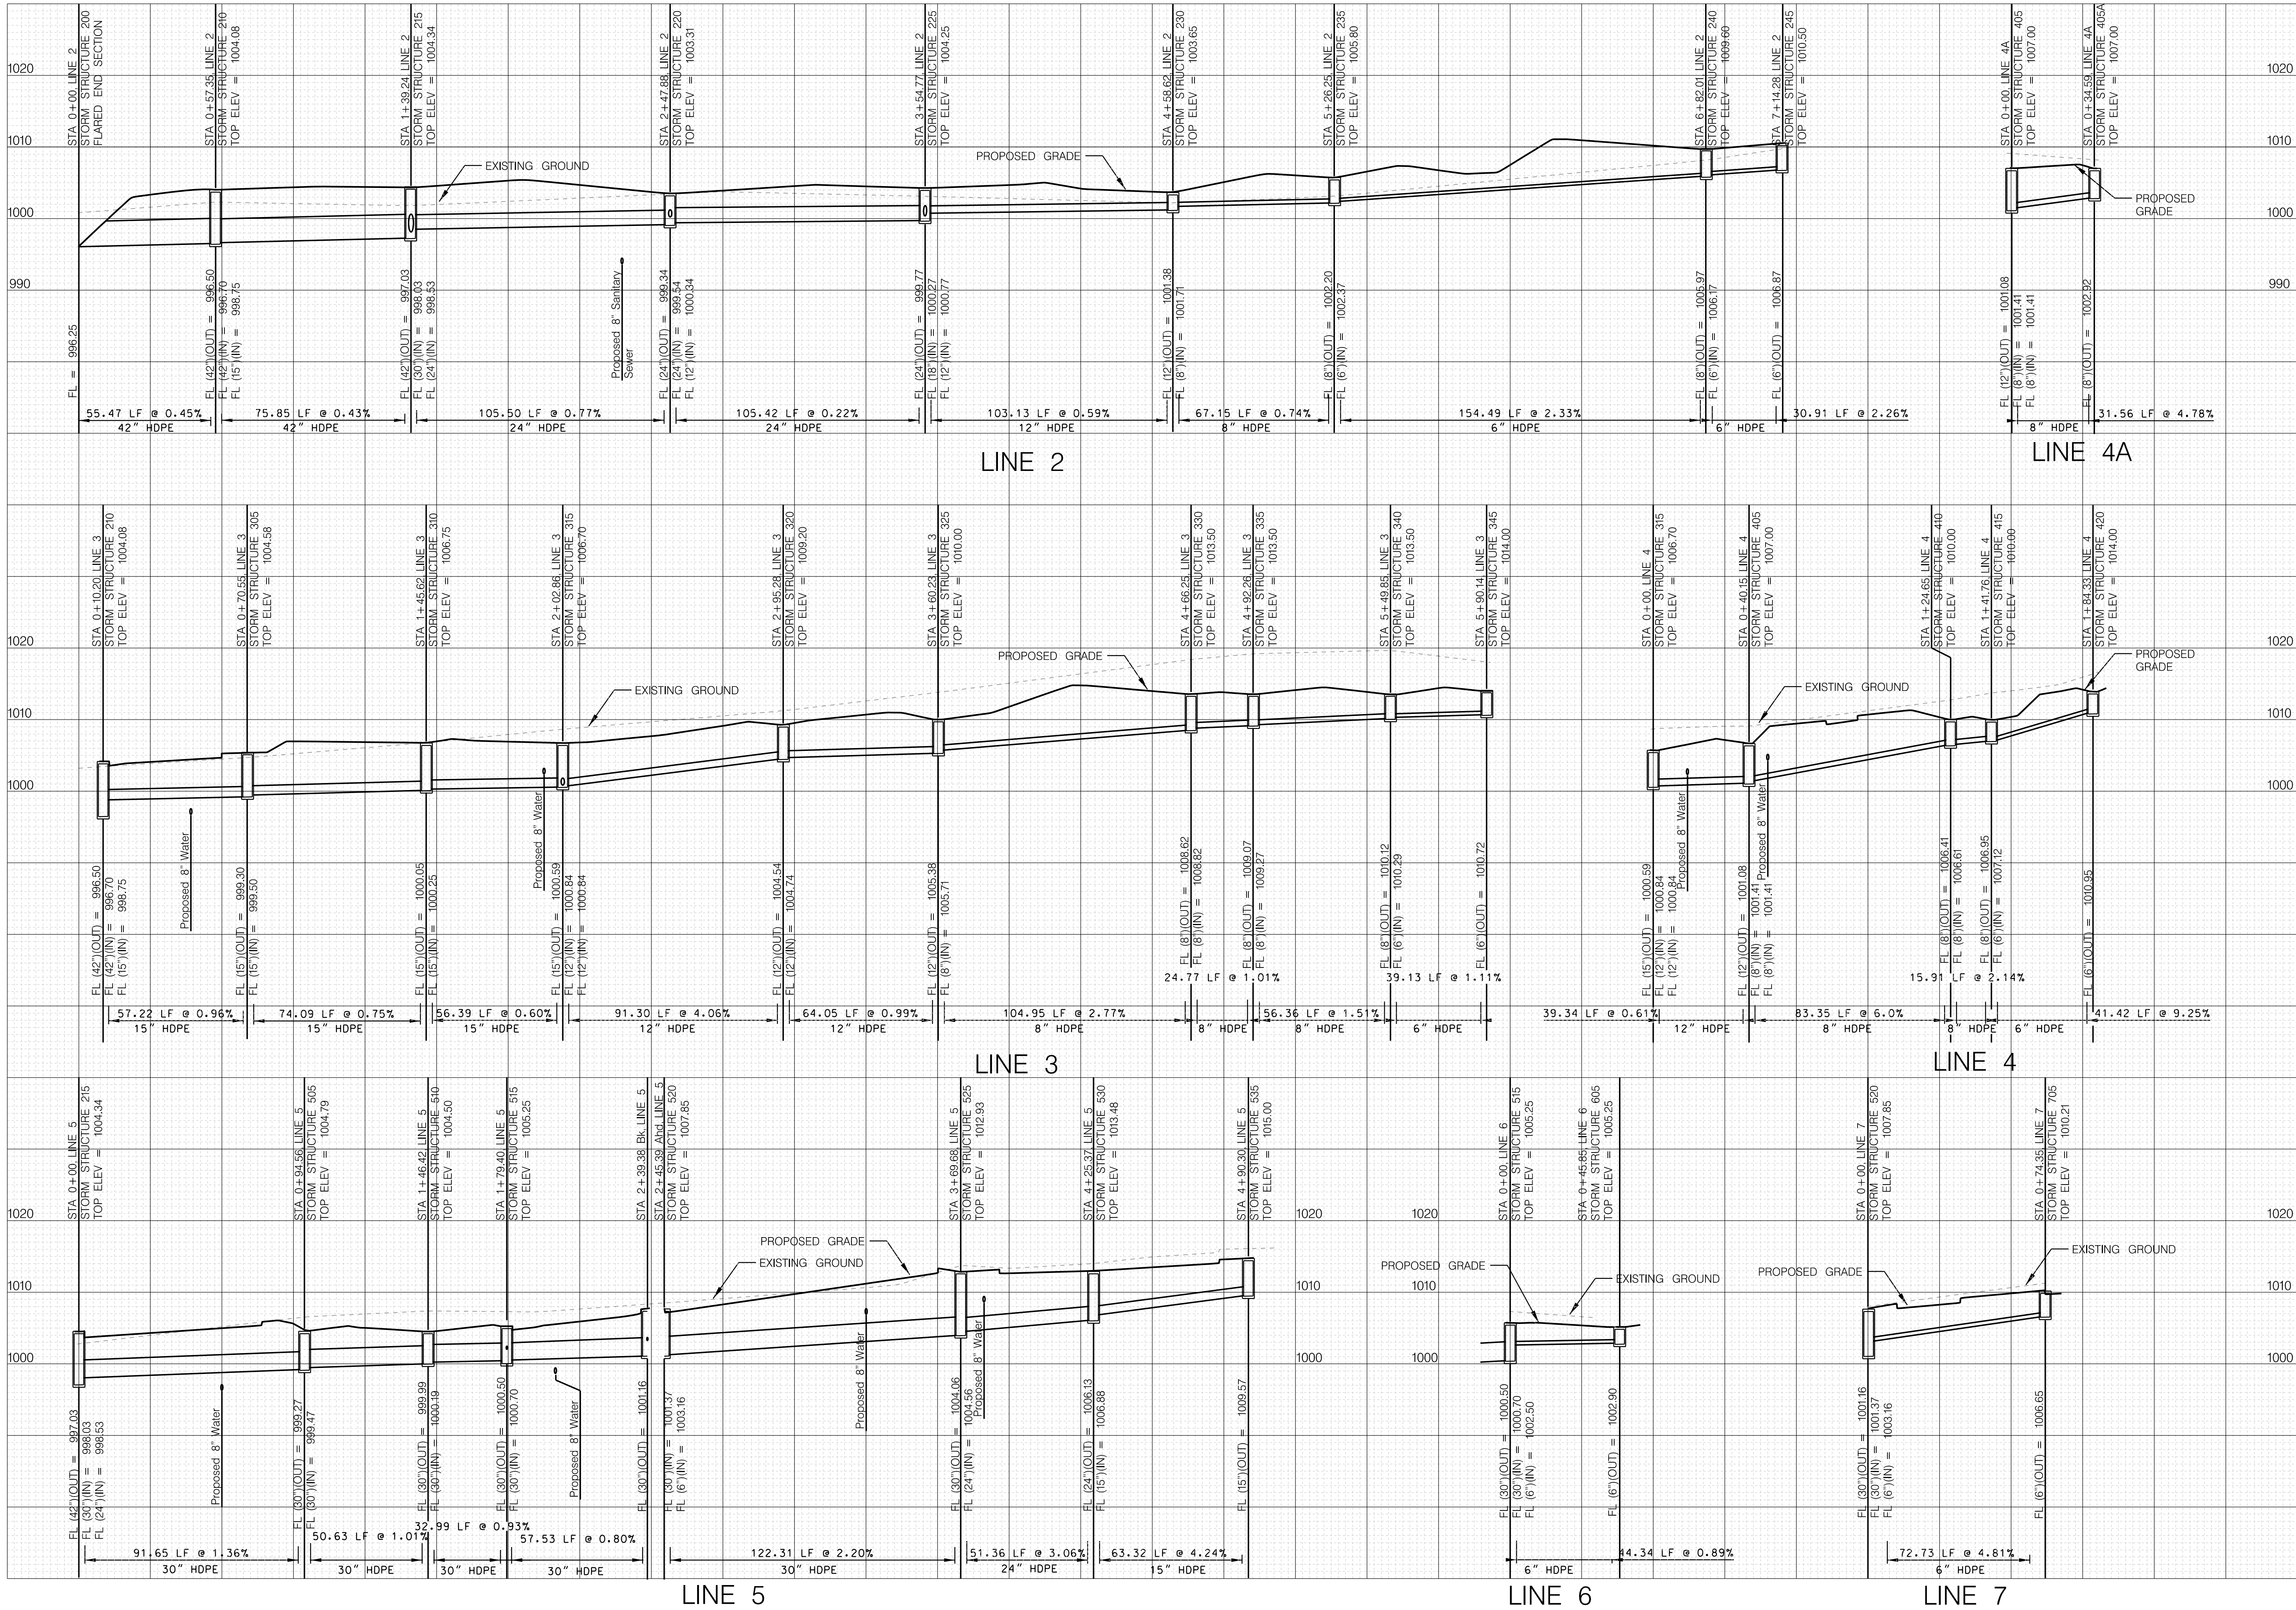 1020
1010
1000
990
STA 0+00, LINE 2
STORM STRUCTURE 200
FLARED END SECTION
STA 0+57.35, LINE 2
STORM STRUCTURE 210
TOP ELEV = 1004.08
STA 1+39.24, LINE 2
STORM STRUCTURE 215
TOP ELEV = 1004.34
STA 2+47.88, LINE 2
STORM STRUCTURE 220
TOP ELEV = 1003.31
STA 3+54.77, LINE 2
STORM STRUCTURE 225
TOP ELEV = 1004.25
STA 4+58.62, LINE 2
STORM STRUCTURE 230
TOP ELEV = 1003.65
STA 5+26.25, LINE 2
STORM STRUCTURE 235
TOP ELEV = 1005.80
STA 6+82.01, LINE 2
STORM STRUCTURE 240
TOP ELEV = 1009.60
STA 7+14.28, LINE 2
STORM STRUCTURE 245
TOP ELEV = 1010.50
EXISTING GROUND
PROPOSED GRADE
Proposed 8" Sanitary
Sewer
FL = 996.25
FL (42")(OUT) = 996.50
FL (42")(IN) = 996.70
FL (15")(IN) = 998.75
FL (42")(OUT) = 997.03
FL (30")(IN) = 998.03
FL (24")(IN) = 998.53
FL (24")(OUT) = 999.34
FL (24")(IN) = 999.54
FL (12")(IN) = 1000.34
FL (24")(OUT) = 999.77
FL (18")(IN) = 1000.27
FL (12")(IN) = 1000.77
FL (12")(OUT) = 1001.38
FL (8")(IN) = 1001.71
FL (8")(OUT) = 1002.20
FL (6")(IN) = 1002.37
FL (8")(OUT) = 1005.97
FL (6")(IN) = 1006.17
FL (6")(OUT) = 1006.87
55.47 LF @ 0.45%
42" HDPE
75.85 LF @ 0.43%
42" HDPE
105.50 LF @ 0.77%
24" HDPE
105.42 LF @ 0.22%
24" HDPE
103.13 LF @ 0.59%
12" HDPE
67.15 LF @ 0.74%
8" HDPE
154.49 LF @ 2.33%
6" HDPE
30.91 LF @ 2.26%
6" HDPE
LINE 2
STA 0+00, LINE 4A
STORM STRUCTURE 405
TOP ELEV = 1007.00
STA 0+34.59, LINE 4A
STORM STRUCTURE 405A
TOP ELEV = 1007.00
PROPOSED
GRADE
FL (12")(OUT) = 1001.08
FL (8")(IN) = 1001.41
FL (8")(IN) = 1001.41
FL (8")(OUT) = 1002.92
31.56 LF @ 4.78%
8" HDPE
LINE 4A
1020
1010
1000
990
1020
1010
1000
STA 0+10.20, LINE 3
STORM STRUCTURE 210
TOP ELEV = 1004.08
STA 0+70.55, LINE 3
STORM STRUCTURE 305
TOP ELEV = 1004.58
STA 1+45.62, LINE 3
STORM STRUCTURE 310
TOP ELEV = 1006.75
STA 2+02.86, LINE 3
STORM STRUCTURE 315
TOP ELEV = 1006.70
STA 2+95.28, LINE 3
STORM STRUCTURE 320
TOP ELEV = 1009.20
STA 3+60.23, LINE 3
STORM STRUCTURE 325
TOP ELEV = 1010.00
STA 4+66.25, LINE 3
STORM STRUCTURE 330
TOP ELEV = 1013.50
STA 4+92.26, LINE 3
STORM STRUCTURE 335
TOP ELEV = 1013.50
STA 5+49.85, LINE 3
STORM STRUCTURE 340
TOP ELEV = 1013.50
STA 5+90.14, LINE 3
STORM STRUCTURE 345
TOP ELEV = 1014.00
EXISTING GROUND
PROPOSED GRADE
Proposed 8" Water
Proposed 8" Water
FL (42")(OUT) = 996.50
FL (42")(IN) = 996.70
FL (15")(IN) = 998.75
FL (15")(OUT) = 999.30
FL (15")(IN) = 999.50
FL (15")(OUT) = 1000.05
FL (15")(IN) = 1000.25
FL (15")(OUT) = 1000.59
FL (12")(IN) = 1000.84
FL (12")(IN) = 1000.84
FL (12")(OUT) = 1004.54
FL (12")(IN) = 1004.74
FL (12")(OUT) = 1005.38
FL (8")(IN) = 1005.71
FL (8")(OUT) = 1008.62
FL (8")(IN) = 1008.82
FL (8")(OUT) = 1009.07
FL (8")(IN) = 1009.27
FL (8")(OUT) = 1010.12
FL (6")(IN) = 1010.29
FL (6")(OUT) = 1010.72
57.22 LF @ 0.96%
15" HDPE
74.09 LF @ 0.75%
15" HDPE
56.39 LF @ 0.60%
15" HDPE
91.30 LF @ 4.06%
12" HDPE
64.05 LF @ 0.99%
12" HDPE
104.95 LF @ 2.77%
8" HDPE
24.77 LF @ 1.01%
8" HDPE
56.36 LF @ 1.51%
8" HDPE
39.13 LF @ 1.11%
6" HDPE
LINE 3
STA 0+00, LINE 4
STORM STRUCTURE 315
TOP ELEV = 1006.70
STA 0+40.15, LINE 4
STORM STRUCTURE 405
TOP ELEV = 1007.00
STA 1+24.65, LINE 4
STORM STRUCTURE 410
TOP ELEV = 1010.00
STA 1+41.76, LINE 4
STORM STRUCTURE 415
TOP ELEV = 1010.00
STA 1+84.33, LINE 4
STORM STRUCTURE 420
TOP ELEV = 1014.00
EXISTING GROUND
PROPOSED
GRADE
Proposed 8" Water
Proposed 8" Water
FL (15")(OUT) = 1000.59
FL (12")(IN) = 1000.84
FL (12")(IN) = 1000.84
FL (12")(OUT) = 1001.08
FL (8")(IN) = 1001.41
FL (8")(IN) = 1001.41
FL (8")(OUT) = 1006.41
FL (8")(IN) = 1006.61
FL (8")(OUT) = 1006.95
FL (6")(IN) = 1007.12
FL (6")(OUT) = 1010.95
39.34 LF @ 0.61%
12" HDPE
83.35 LF @ 6.0%
8" HDPE
15.91 LF @ 2.14%
8" HDPE
41.42 LF @ 9.25%
6" HDPE
LINE 4
1020
1010
1000
1020
1010
1000
STA 0+00, LINE 5
STORM STRUCTURE 215
TOP ELEV = 1004.34
STA 0+94.56, LINE 5
STORM STRUCTURE 505
TOP ELEV = 1004.79
STA 1+46.42, LINE 5
STORM STRUCTURE 510
TOP ELEV = 1004.50
STA 1+79.40, LINE 5
STORM STRUCTURE 515
TOP ELEV = 1005.25
STA 2+39.38 Bk, LINE 5
STA 2+45.39 Ahd, LINE 5
STORM STRUCTURE 520
TOP ELEV = 1007.85
STA 3+69.68, LINE 5
STORM STRUCTURE 525
TOP ELEV = 1012.93
STA 4+25.37, LINE 5
STORM STRUCTURE 530
TOP ELEV = 1013.48
STA 4+90.30, LINE 5
STORM STRUCTURE 535
TOP ELEV = 1015.00
PROPOSED GRADE
EXISTING GROUND
Proposed 8" Water
Proposed 8" Water
Proposed 8" Water
Proposed 8" Water
FL (42")(OUT) = 997.03
FL (30")(IN) = 998.03
FL (24")(IN) = 998.53
FL (30")(OUT) = 999.27
FL (30")(IN) = 999.47
FL (30")(OUT) = 999.99
FL (30")(IN) = 1000.19
FL (30")(OUT) = 1000.50
FL (30")(IN) = 1000.70
FL (30")(OUT) = 1001.16
FL (30")(IN) = 1001.37
FL (6")(IN) = 1003.16
FL (30")(OUT) = 1004.06
FL (24")(IN) = 1004.56
FL (24")(OUT) = 1006.13
FL (15")(IN) = 1006.88
FL (15")(OUT) = 1009.57
91.65 LF @ 1.36%
30" HDPE
50.63 LF @ 1.01%
30" HDPE
32.99 LF @ 0.93%
30" HDPE
57.53 LF @ 0.80%
30" HDPE
122.31 LF @ 2.20%
30" HDPE
51.36 LF @ 3.06%
24" HDPE
63.32 LF @ 4.24%
15" HDPE
LINE 5
1020
1010
1000
1020
1010
1000
STA 0+00, LINE 6
STORM STRUCTURE 515
TOP ELEV = 1005.25
STA 0+45.85, LINE 6
STORM STRUCTURE 605
TOP ELEV = 1005.25
PROPOSED GRADE
EXISTING GROUND
FL (30")(OUT) = 1000.50
FL (30")(IN) = 1000.70
FL (6")(IN) = 1002.50
FL (6")(OUT) = 1002.90
44.34 LF @ 0.89%
6" HDPE
LINE 6
STA 0+00, LINE 7
STORM STRUCTURE 520
TOP ELEV = 1007.85
STA 0+74.35, LINE 7
STORM STRUCTURE 705
TOP ELEV = 1010.21
EXISTING GROUND
PROPOSED GRADE
FL (30")(OUT) = 1001.16
FL (30")(IN) = 1001.37
FL (6")(IN) = 1003.16
FL (6")(OUT) = 1006.65
72.73 LF @ 4.81%
6" HDPE
LINE 7
1020
1010
1000